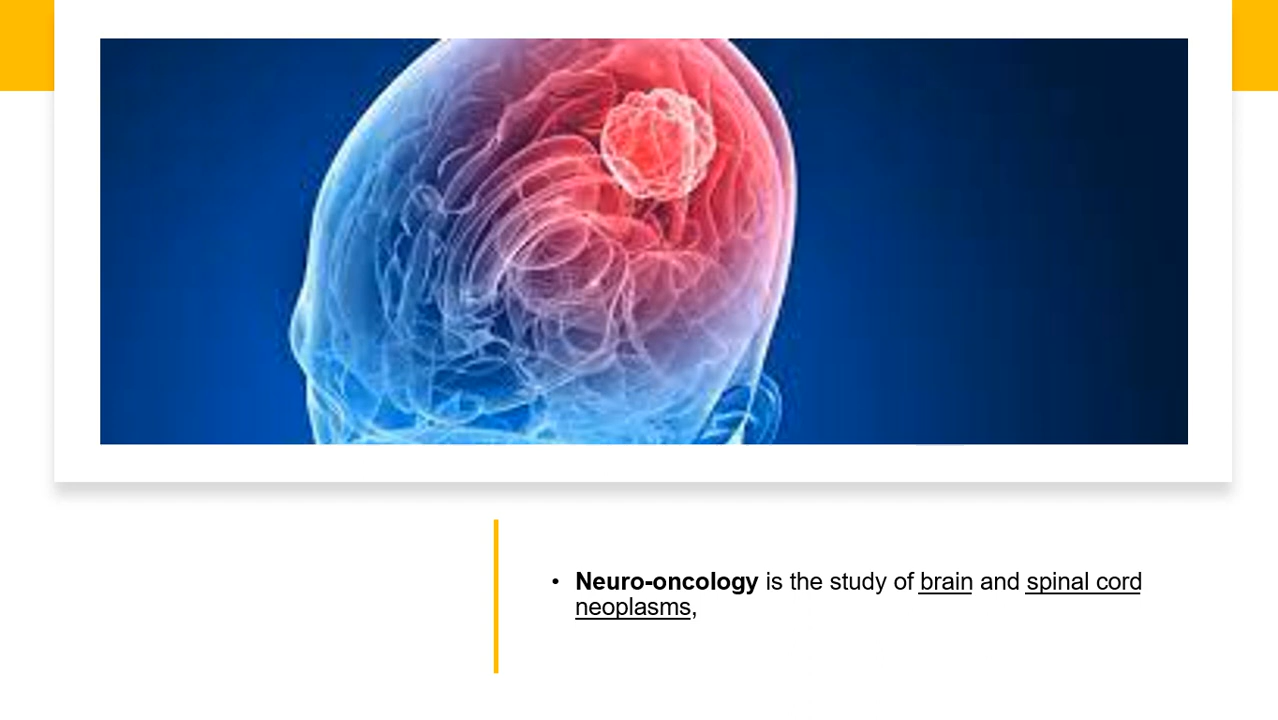 • Neuro-oncology is the study of brain and spinal cord
neoplasms,